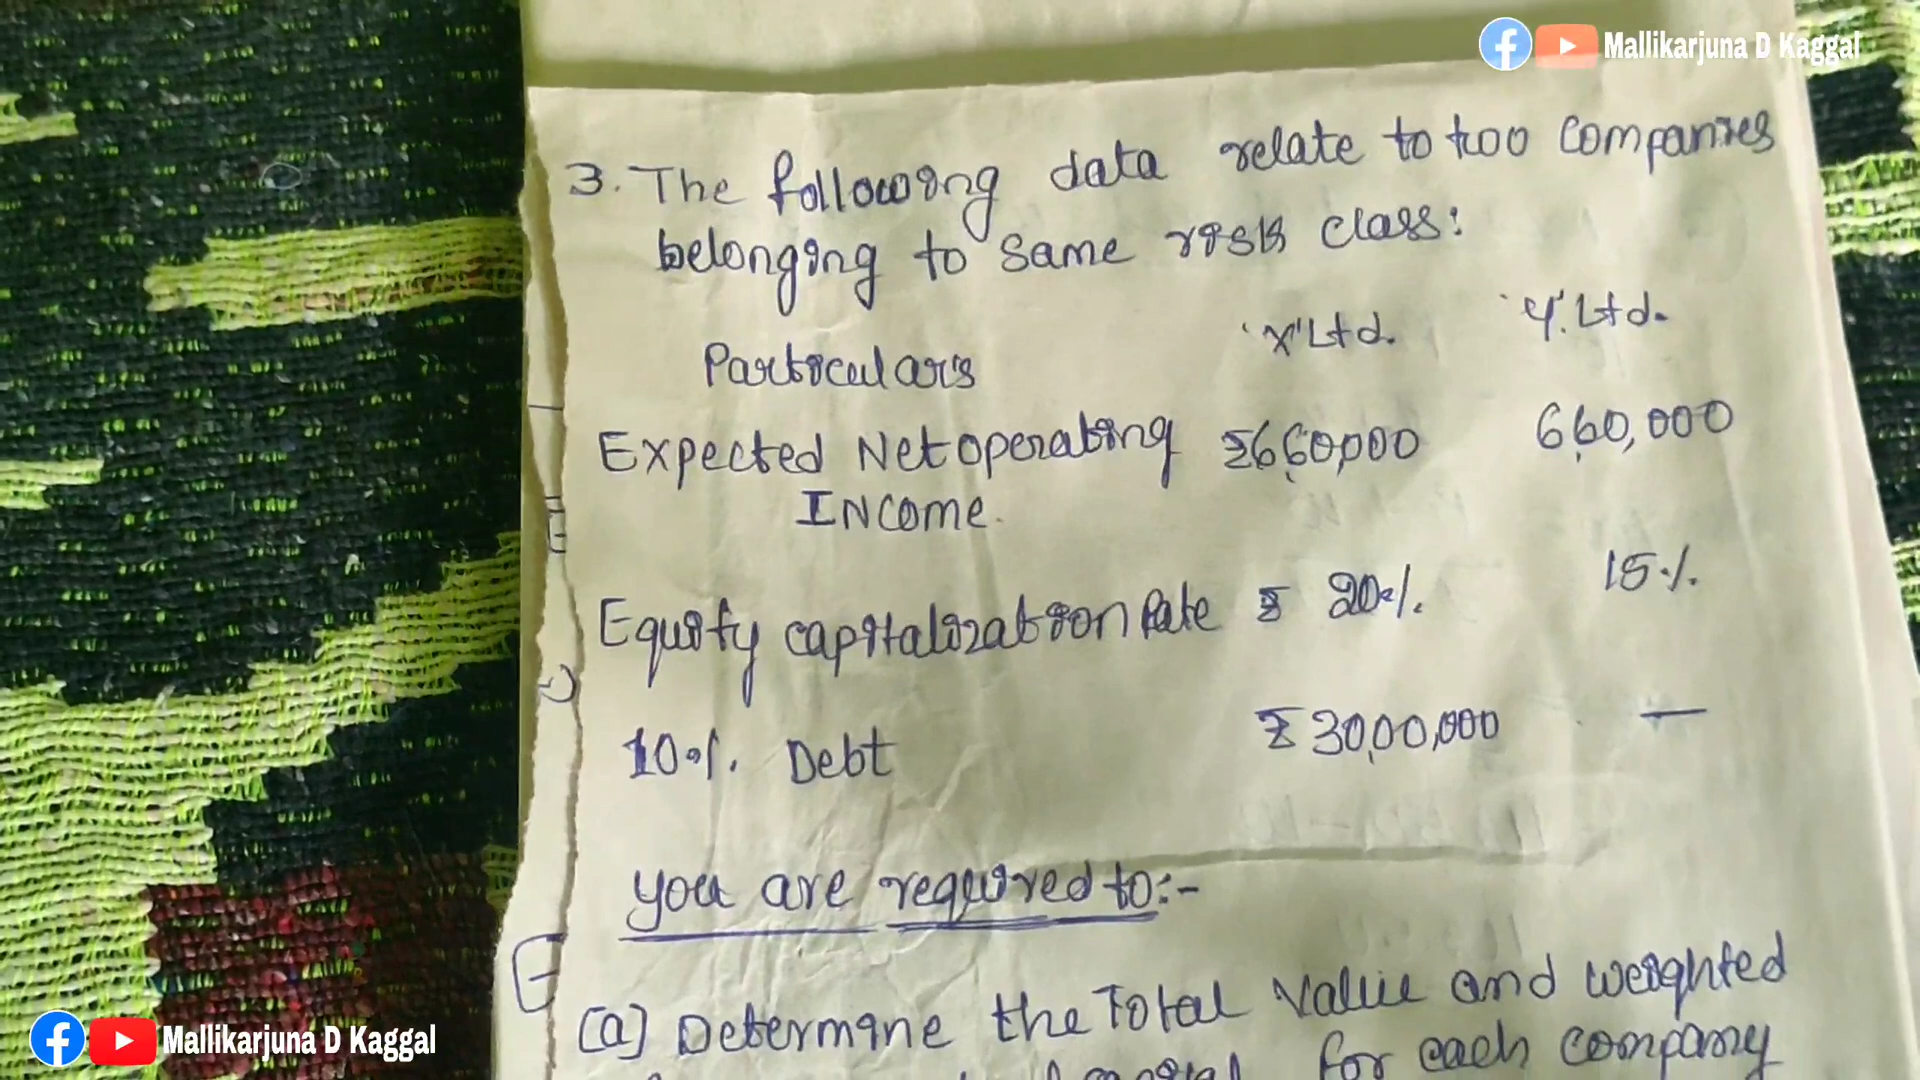 Mallikarjuna D Kaggal
3. The following data relate to two companies
belonging to same risk class:
Particulars 'X' Ltd. 'Y'. Ltd.
Expected Net operating ₹6,60,000 6,60,000
INCome.
Equity capitalization Rate ₹ 20% 15%
10% Debt ₹ 30,00,000 —
you are required to:-
(a) Determine the Total value and weighted
for each company
Mallikarjuna D Kaggal